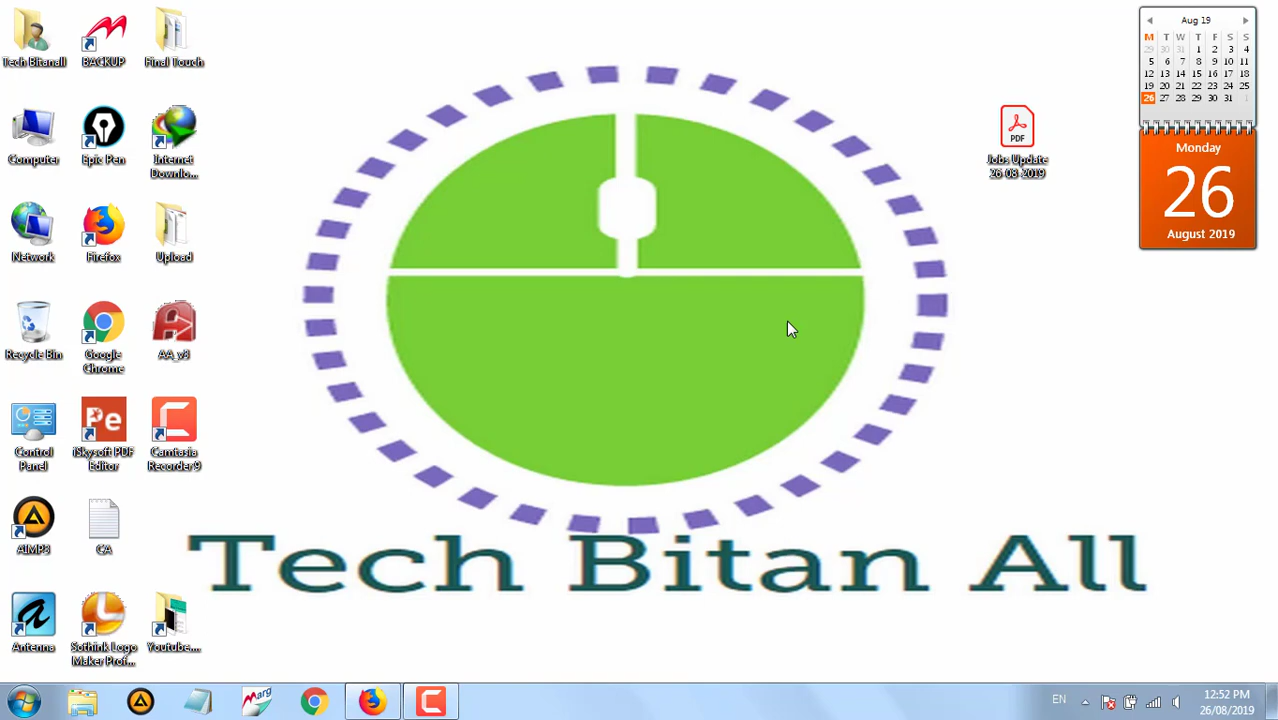 Tech Bitanall
BACKUP
Final Touch
Computer
Epic Pen
Internet
Downlo...
Network
Firefox
Upload
Recycle Bin
Google
Chrome
AA_v3
Control
Panel
iSkysoft PDF
Editor
Camtasia
Recorder9
AIMP3
CA
Antenna
Sothink Logo
Maker Prof...
Youtube....
PDF
Jobs Update
26-08-2019
Aug 19
M T W T F S S
29 30 31 1 2 3 4
5 6 7 8 9 10 11
12 13 14 15 16 17 18
19 20 21 22 23 24 25
26 27 28 29 30 31 1
Monday
26
August 2019
Tech Bitan All
Marg
EN
12:52 PM
26/08/2019